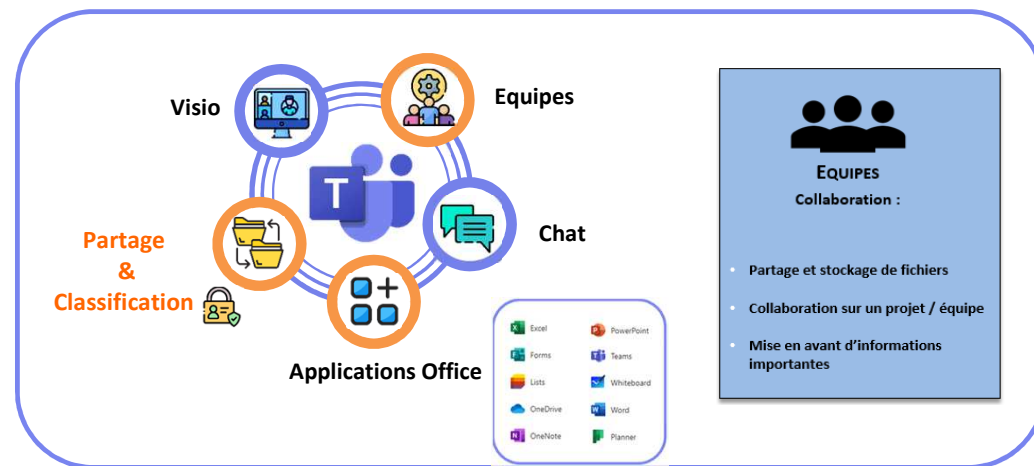 Visio
Equipes
T
Chat
Partage
&
Classification
Applications Office
Excel
PowerPoint
Forms
Teams
Lists
Whiteboard
OneDrive
Word
OneNote
Planner
EQUIPES
Collaboration :
• Partage et stockage de fichiers
• Collaboration sur un projet / équipe
• Mise en avant d'informations
importantes